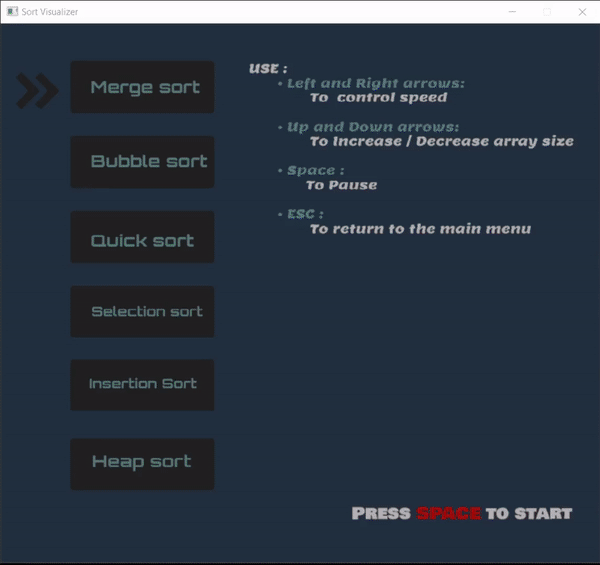 Sort Visualizer
Merge sort
Bubble sort
Quick sort
Selection sort
Insertion Sort
Heap sort
USE :
• Left and Right arrows:
To control speed
• Up and Down arrows:
To Increase / Decrease array size
• Space :
To Pause
• ESC :
To return to the main menu
Press SPACE to start